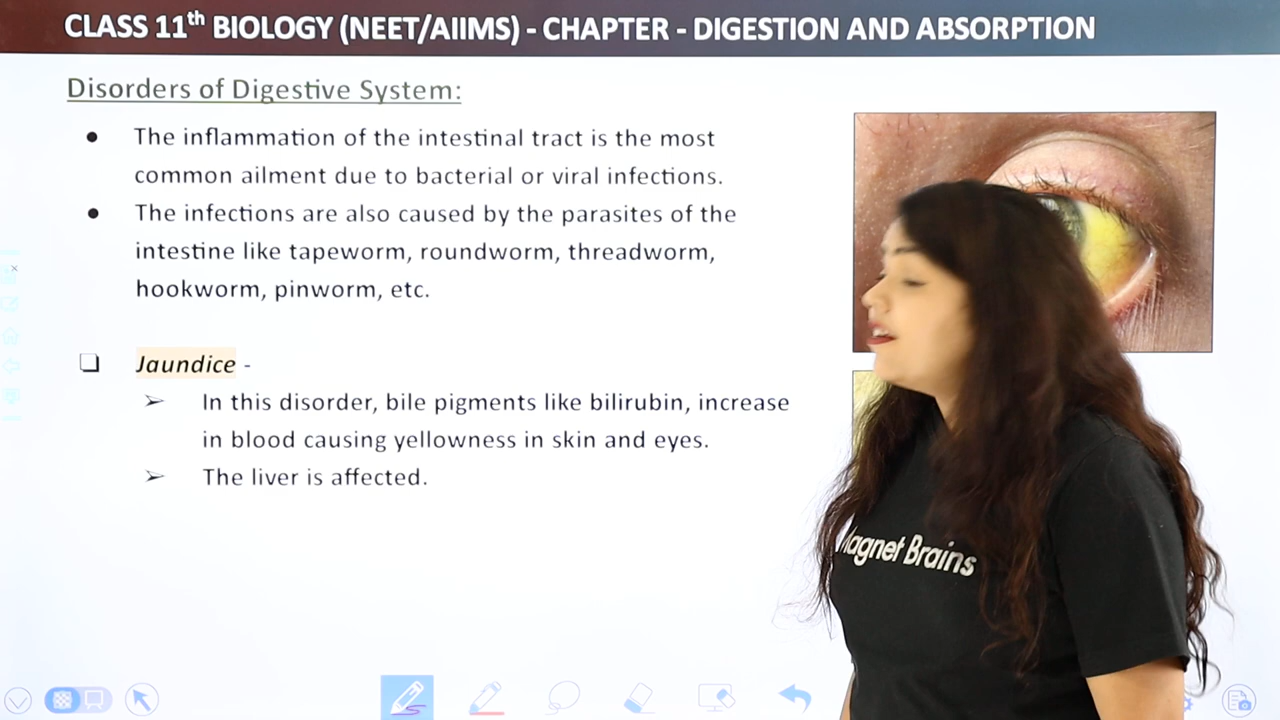 CLASS 11th BIOLOGY (NEET/AIIMS) - CHAPTER - DIGESTION AND ABSORPTION
Disorders of Digestive System:
● The inflammation of the intestinal tract is the most
common ailment due to bacterial or viral infections.
● The infections are also caused by the parasites of the
intestine like tapeworm, roundworm, threadworm,
hookworm, pinworm, etc.
❑ Jaundice -
➢ In this disorder, bile pigments like bilirubin, increase
in blood causing yellowness in skin and eyes.
➢ The liver is affected.
Magnet Brains